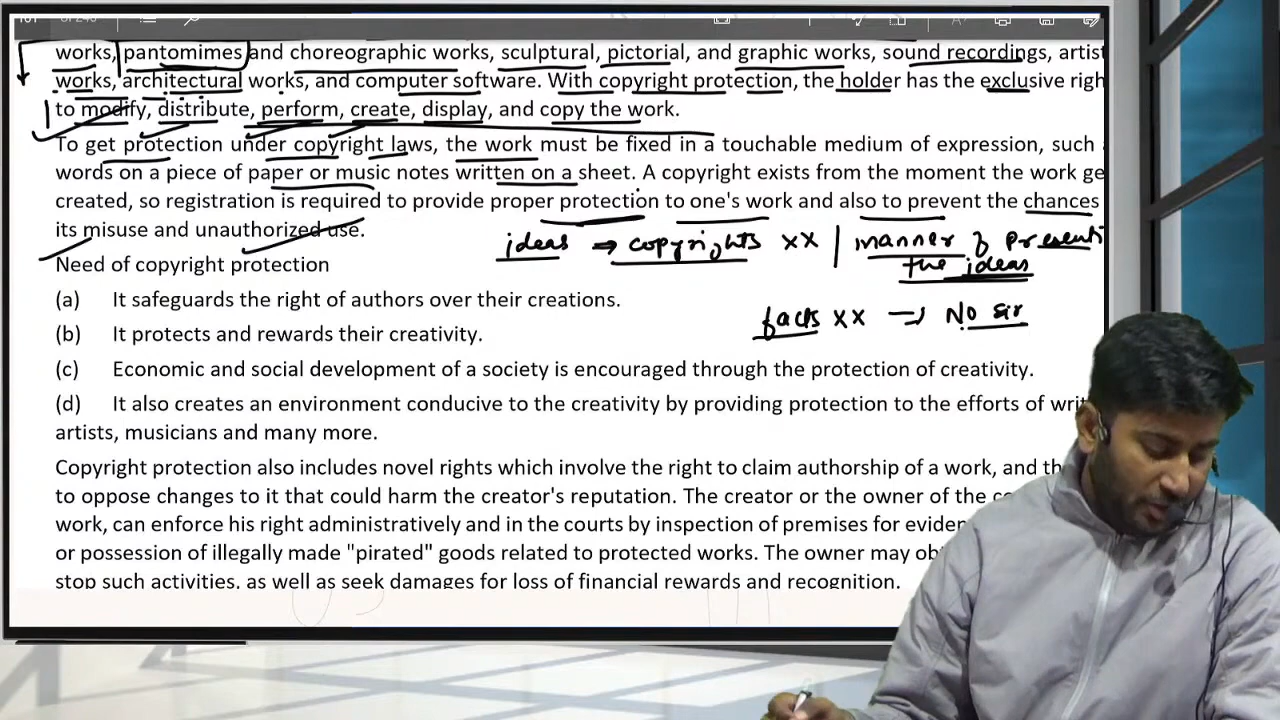 works, pantomimes and choreographic works, sculptural, pictorial, and graphic works, sound recordings, artist
works, architectural works, and computer software. With copyright protection, the holder has the exclusive righ
to modify, distribute, perform, create, display, and copy the work.
To get protection under copyright laws, the work must be fixed in a touchable medium of expression, such
words on a piece of paper or music notes written on a sheet. A copyright exists from the moment the work ge
created, so registration is required to provide proper protection to one's work and also to prevent the chances
its misuse and unauthorized use.
ideas ⇒ copyrights xx | manner of presenti
the ideas
Need of copyright protection
(a) It safeguards the right of authors over their creations.
facts xx → No sir
(b) It protects and rewards their creativity.
(c) Economic and social development of a society is encouraged through the protection of creativity.
(d) It also creates an environment conducive to the creativity by providing protection to the efforts of writ
artists, musicians and many more.
Copyright protection also includes novel rights which involve the right to claim authorship of a work, and th
to oppose changes to it that could harm the creator's reputation. The creator or the owner of the co
work, can enforce his right administratively and in the courts by inspection of premises for eviden
or possession of illegally made "pirated" goods related to protected works. The owner may ob
stop such activities, as well as seek damages for loss of financial rewards and recognition.